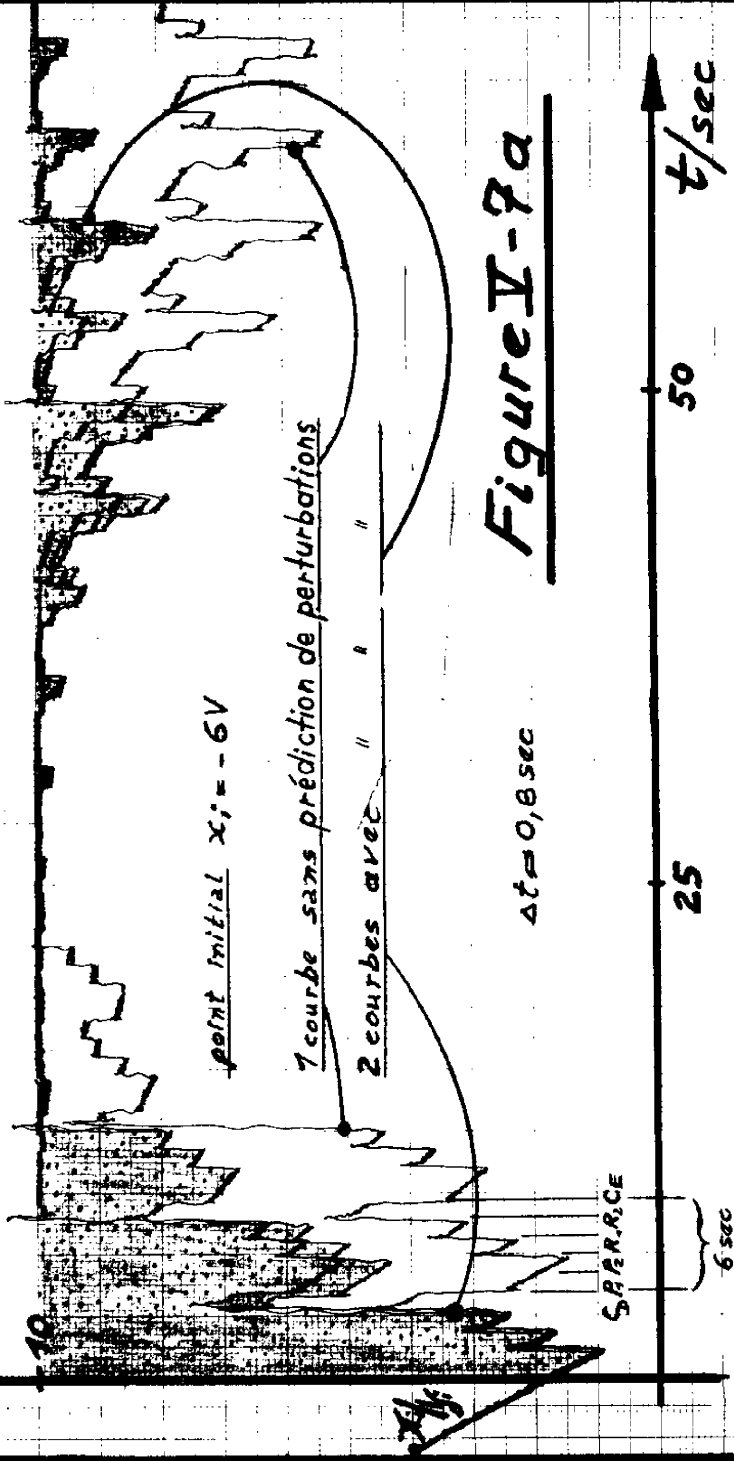 10
point initial xᵢ = -6V
1 courbe sans prédiction de perturbations
2 courbes avec " " "
Δt = 0,8 sec
6 sec
25
50
t/sec
Figure V-7a